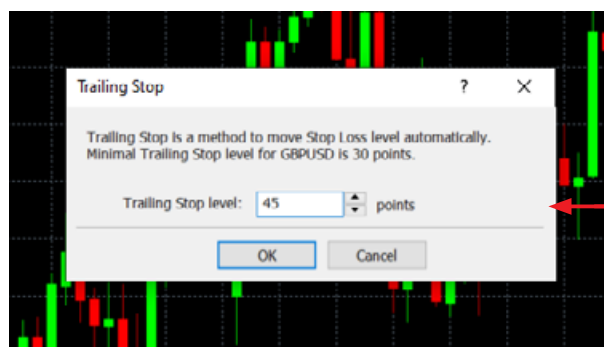 Trailing Stop ?
Trailing Stop is a method to move Stop Loss level automatically.
Minimal Trailing Stop level for GBPUSD is 30 points.
Trailing Stop level: 45 points
OK Cancel